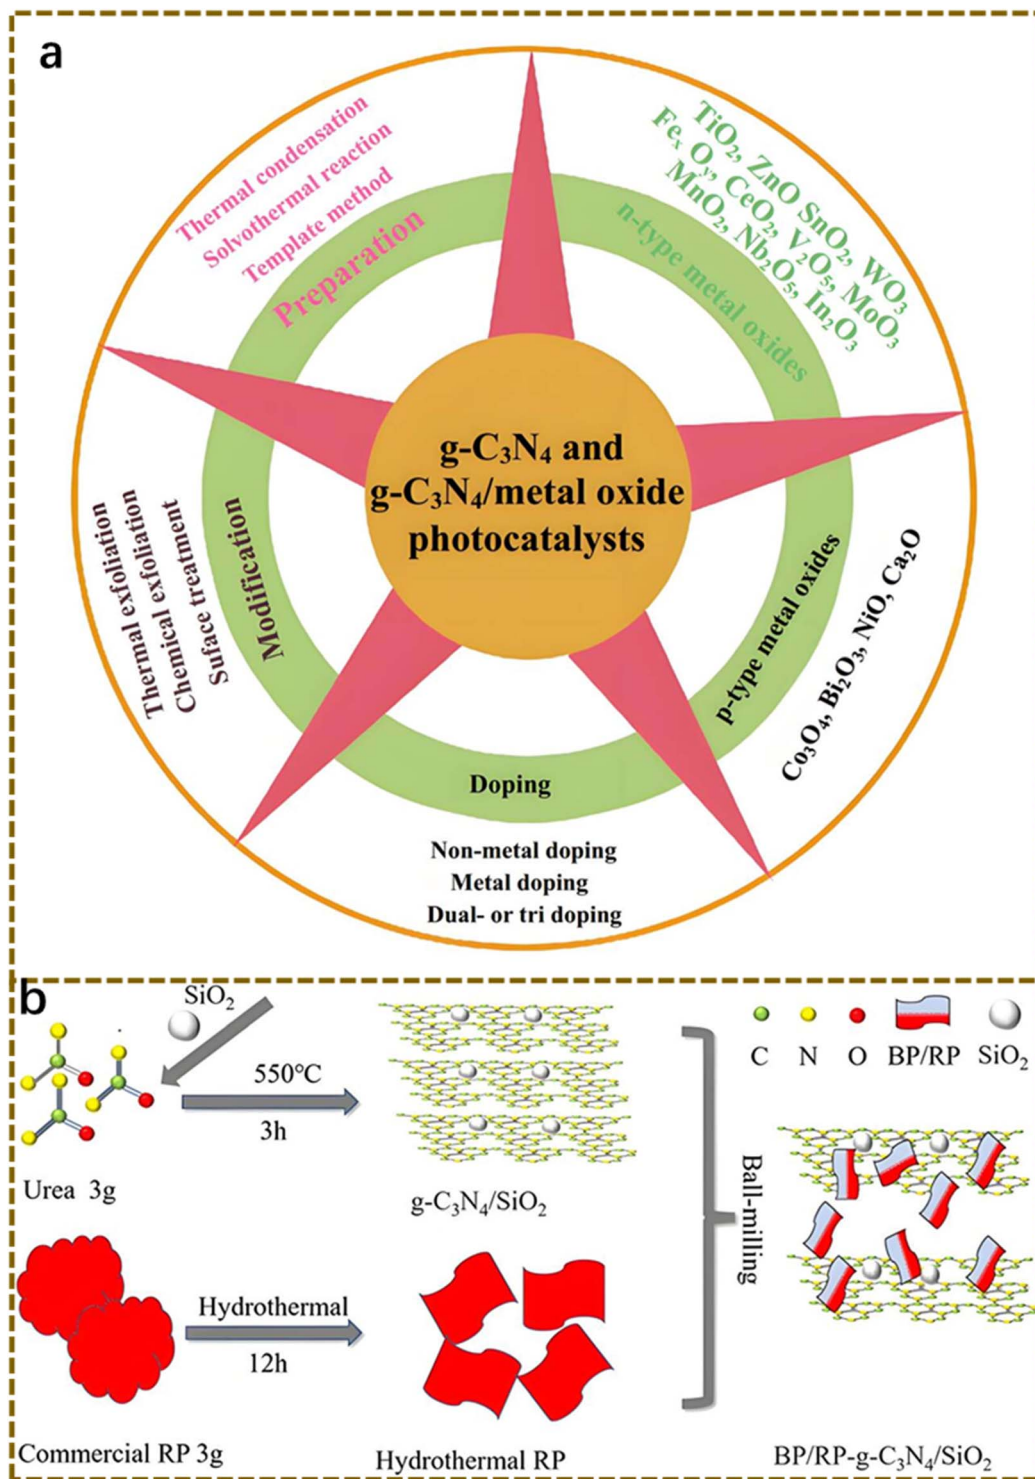 a
Thermal condensation
Solvothermal reaction
Template method
Preparation
TiO₂, ZnO SnO₂, WO₃
FeₓOᵧ, CeO₂, V₂O₅, MoO₃
MnO₂, Nb₂O₅, In₂O₃
n-type metal oxides
g-C₃N₄ and
g-C₃N₄/metal oxide
photocatalysts
Thermal exfoliation
Chemical exfoliation
Suface treatment
Modification
p-type metal oxides
Co₃O₄, Bi₂O₃, NiO, Ca₂O
Doping
Non-metal doping
Metal doping
Dual- or tri doping
b
SiO₂
550°C
3h
Urea 3g
g-C₃N₄/SiO₂
C N O BP/RP SiO₂
Ball-milling
Hydrothermal
12h
Commercial RP 3g
Hydrothermal RP
BP/RP-g-C₃N₄/SiO₂